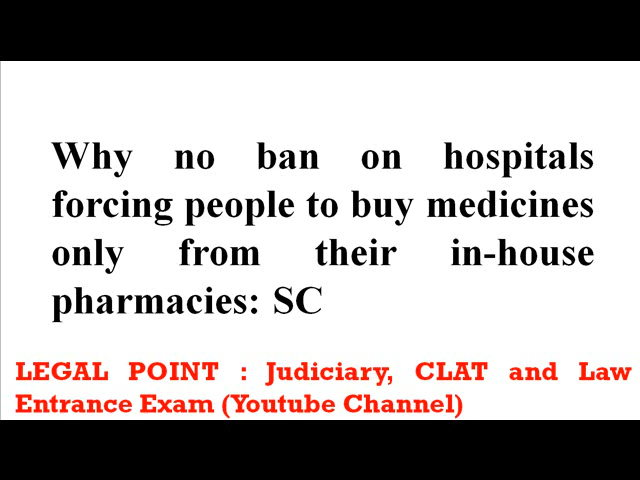 Why no ban on hospitals
forcing people to buy medicines
only from their in-house
pharmacies: SC
LEGAL POINT : Judiciary, CLAT and Law
Entrance Exam (Youtube Channel)